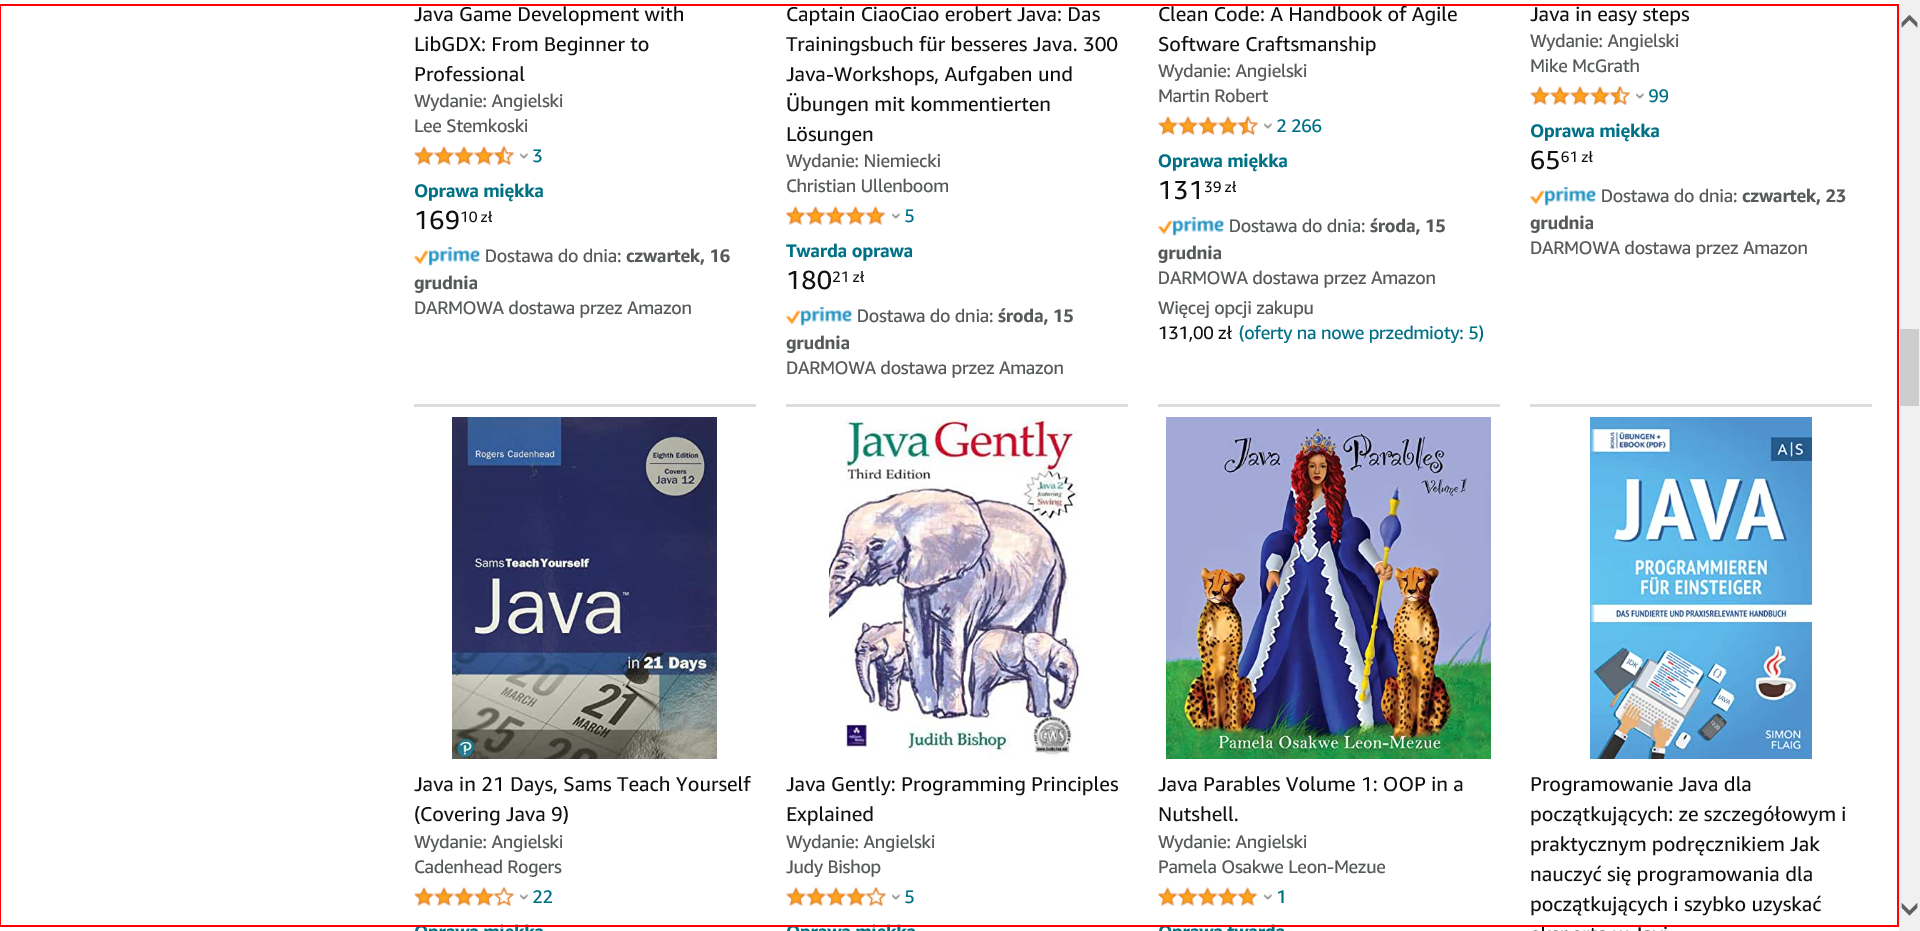 Java Game Development with
LibGDX: From Beginner to
Professional
Wydanie: Angielski
Lee Stemkoski
3
Oprawa miękka
169 10 zł
prime Dostawa do dnia: czwartek, 16
grudnia
DARMOWA dostawa przez Amazon
Captain CiaoCiao erobert Java: Das
Trainingsbuch für besseres Java. 300
Java-Workshops, Aufgaben und
Übungen mit kommentierten
Lösungen
Wydanie: Niemiecki
Christian Ullenboom
5
Twarda oprawa
180 21 zł
prime Dostawa do dnia: środa, 15
grudnia
DARMOWA dostawa przez Amazon
Clean Code: A Handbook of Agile
Software Craftsmanship
Wydanie: Angielski
Martin Robert
2 266
Oprawa miękka
131 39 zł
prime Dostawa do dnia: środa, 15
grudnia
DARMOWA dostawa przez Amazon
Więcej opcji zakupu
131,00 zł (oferty na nowe przedmioty: 5)
Java in easy steps
Wydanie: Angielski
Mike McGrath
99
Oprawa miękka
65 61 zł
prime Dostawa do dnia: czwartek, 23
grudnia
DARMOWA dostawa przez Amazon
Rogers Cadenhead
Eighth Edition
Covers
Java 12
Sams Teach Yourself
Java™
in 21 Days
20
MARCH
21
MARCH
25
Java in 21 Days, Sams Teach Yourself
(Covering Java 9)
Wydanie: Angielski
Cadenhead Rogers
22
Oprawa miękka
Java Gently
Third Edition
Java 2
featuring
Swing
Judith Bishop
Java Gently: Programming Principles
Explained
Wydanie: Angielski
Judy Bishop
5
Oprawa miękka
Java Parables
Volume 1
Pamela Osakwe Leon-Mezue
Java Parables Volume 1: OOP in a
Nutshell.
Wydanie: Angielski
Pamela Osakwe Leon-Mezue
1
Oprawa twarda
BONUS
ÜBUNGEN +
EBOOK (PDF)
A|S
JAVA
PROGRAMMIEREN
FÜR EINSTEIGER
DAS FUNDIERTE UND PRAXISRELEVANTE HANDBUCH
JDK
{}
JAVA
SIMON
FLAIG
Programowanie Java dla
początkujących: ze szczegółowym i
praktycznym podręcznikiem Jak
nauczyć się programowania dla
początkujących i szybko uzyskać